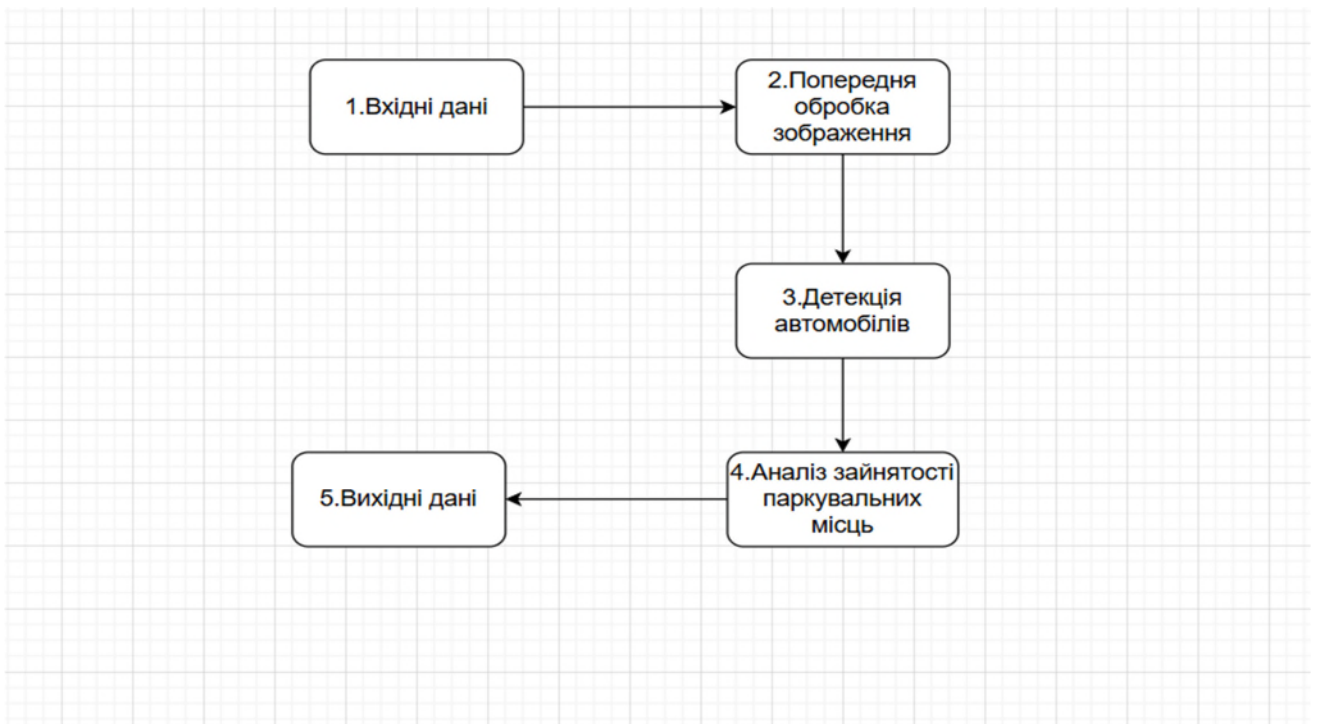 1.Вхідні дані
2.Попередня
обробка
зображення
3.Детекція
автомобілів
4.Аналіз зайнятості
паркувальних
місць
5.Вихідні дані